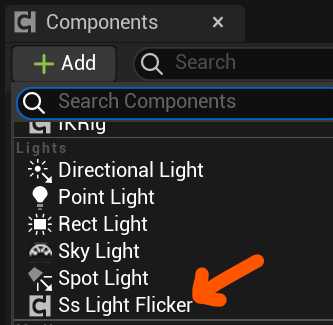 Components
Add
Search
Search Components
IKRig
Lights
Directional Light
Point Light
Rect Light
Sky Light
Spot Light
Ss Light Flicker